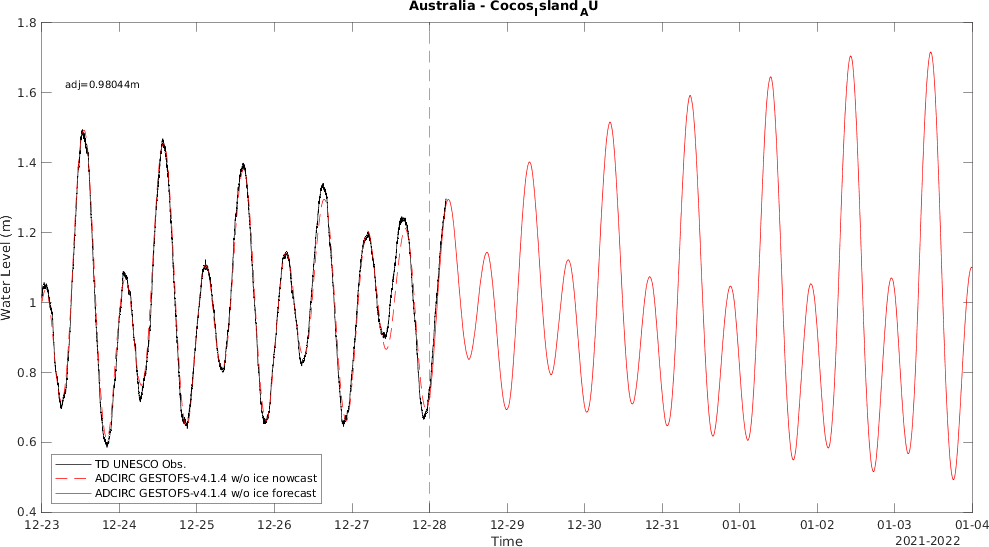 Australia - Cocos_Island_AU
adj=0.98044m
Water Level (m)
1.8
1.6
1.4
1.2
1
0.8
0.6
0.4
TD UNESCO Obs.
ADCIRC GESTOFS-v4.1.4 w/o ice nowcast
ADCIRC GESTOFS-v4.1.4 w/o ice forecast
12-23 12-24 12-25 12-26 12-27 12-28 12-29 12-30 12-31 01-01 01-02 01-03 01-04
Time
2021-2022